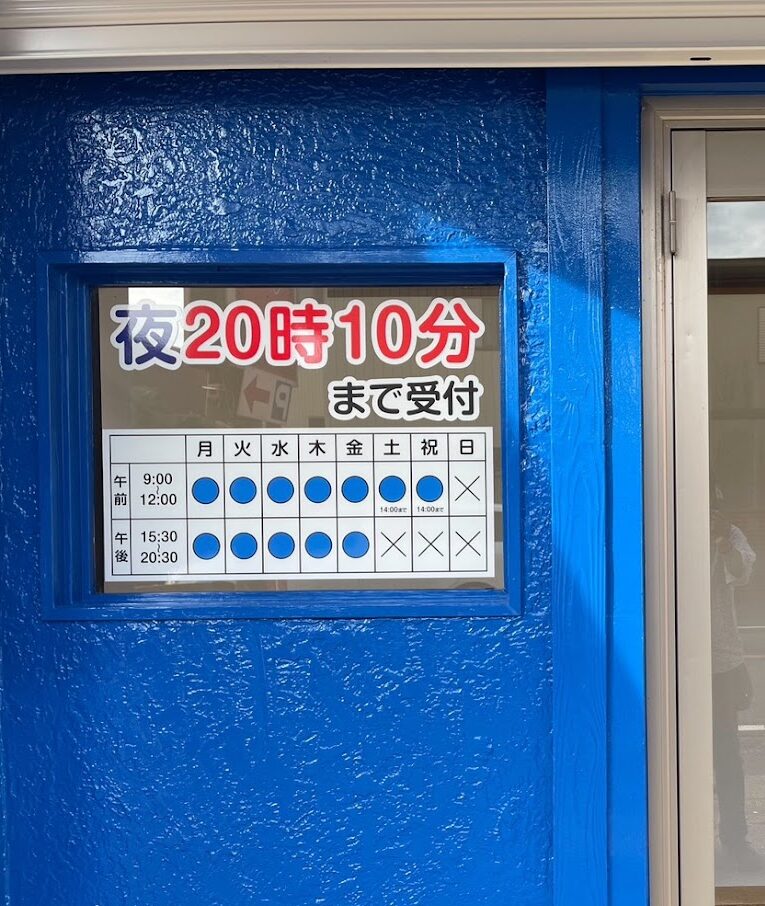 夜20時10分
まで受付
月 火 水 木 金 土 祝 日
午前 9:00〜12:00 ● ● ● ● ● ● ● ×
14:00まで 14:00まで
午後 15:30〜20:30 ● ● ● ● ● × × ×